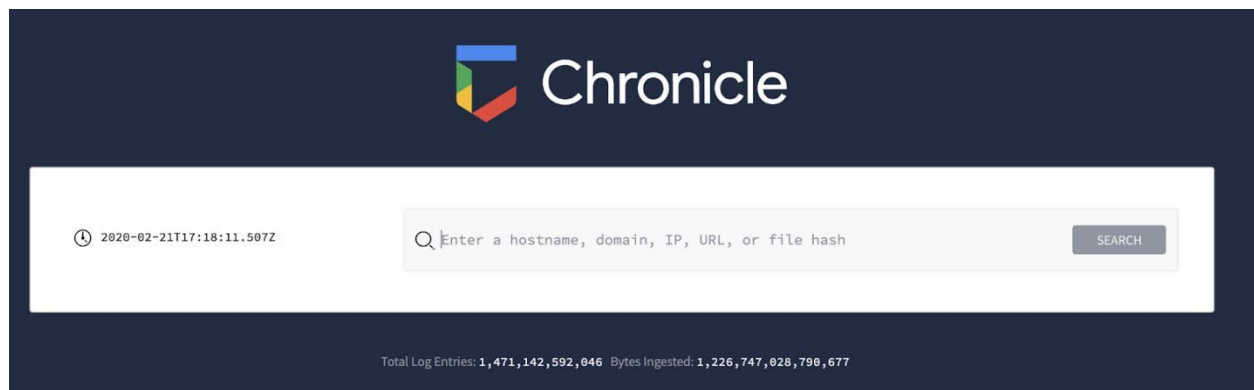 Chronicle
2020-02-21T17:18:11.507Z
Enter a hostname, domain, IP, URL, or file hash
SEARCH
Total Log Entries: 1,471,142,592,046 Bytes Ingested: 1,226,747,028,790,677